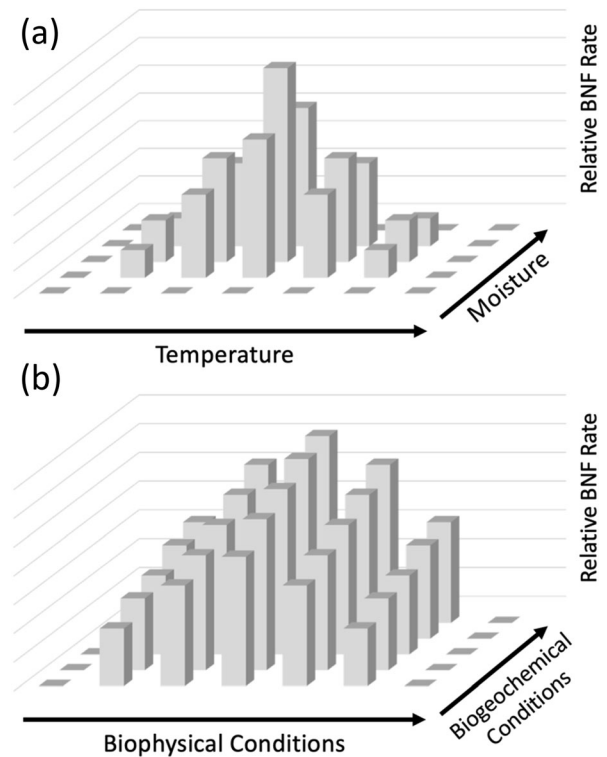 (a)
Relative BNF Rate
Moisture
Temperature
(b)
Relative BNF Rate
Biogeochemical
Conditions
Biophysical Conditions